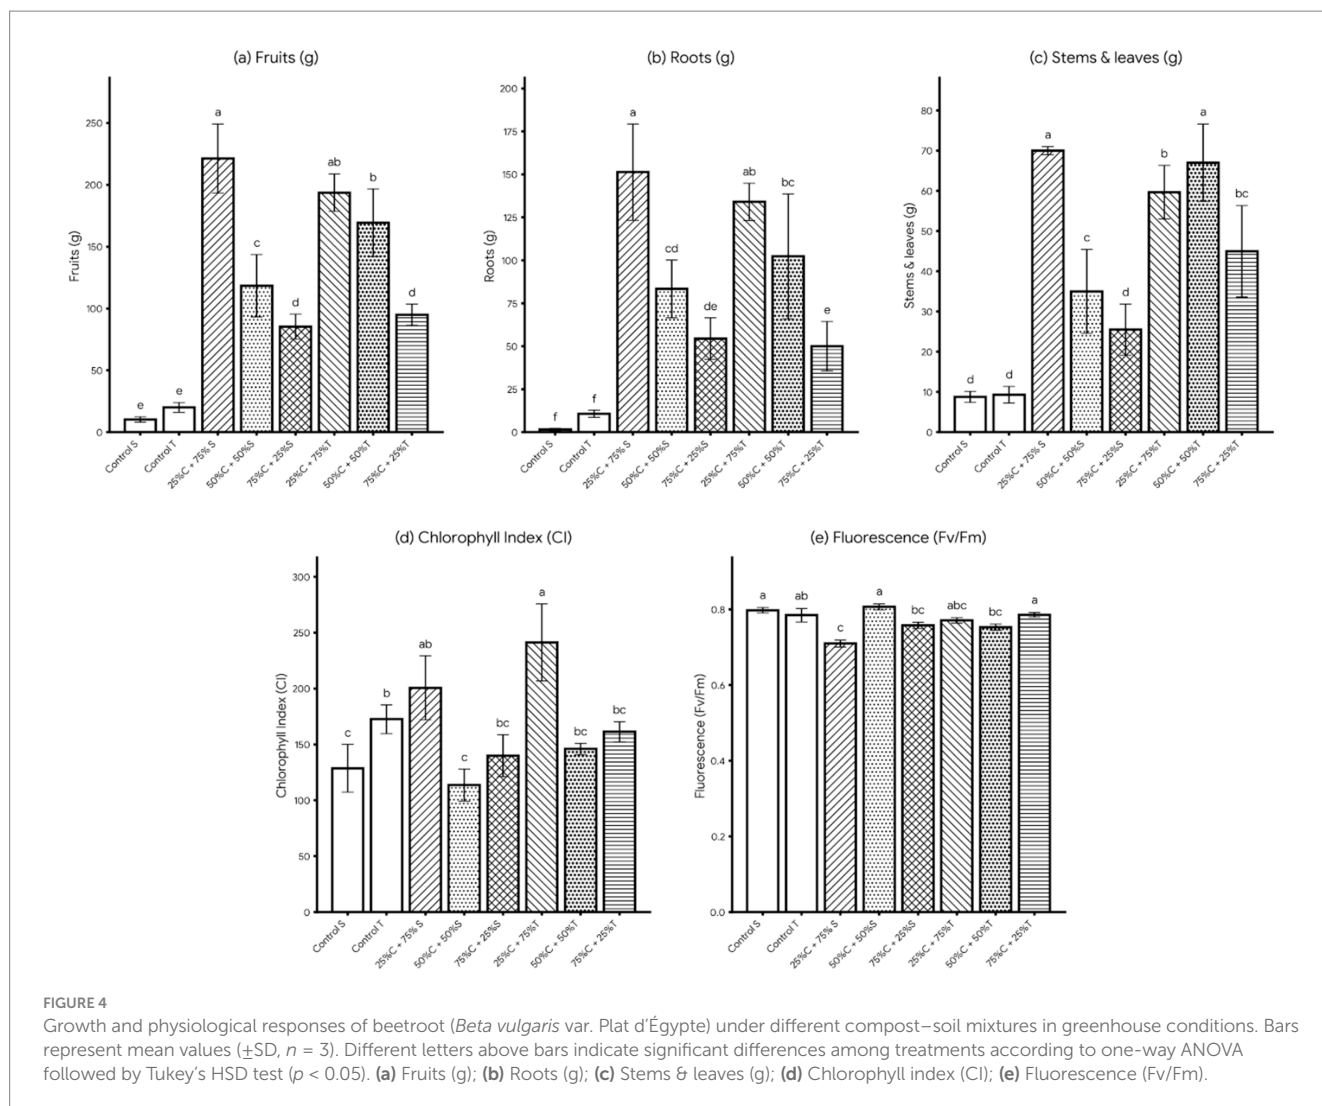 (a) Fruits (g)
Fruits (g)
250
200
150
100
50
0
e
e
a
c
d
ab
b
d
Control S
Control T
25%C + 75% S
50%C + 50%S
75%C + 25%S
25%C + 75%T
50%C + 50%T
75%C + 25%T
(b) Roots (g)
Roots (g)
200
175
150
125
100
75
50
25
0
f
f
a
cd
de
ab
bc
e
Control S
Control T
25%C + 75% S
50%C + 50%S
75%C + 25%S
25%C + 75%T
50%C + 50%T
75%C + 25%T
(c) Stems & leaves (g)
Stems & leaves (g)
80
70
60
50
40
30
20
10
0
d
d
a
c
d
b
a
bc
Control S
Control T
25%C + 75% S
50%C + 50%S
75%C + 25%S
25%C + 75%T
50%C + 50%T
75%C + 25%T
(d) Chlorophyll Index (CI)
Chlorophyll Index (CI)
300
250
200
150
100
50
0
c
b
ab
c
bc
a
bc
bc
Control S
Control T
25%C + 75% S
50%C + 50%S
75%C + 25%S
25%C + 75%T
50%C + 50%T
75%C + 25%T
(e) Fluorescence (Fv/Fm)
Fluorescence (Fv/Fm)
0.8
0.6
0.4
0.2
0.0
a
ab
c
a
bc
abc
bc
a
Control S
Control T
25%C + 75% S
50%C + 50%S
75%C + 25%S
25%C + 75%T
50%C + 50%T
75%C + 25%T
FIGURE 4
Growth and physiological responses of beetroot (Beta vulgaris var. Plat d'Égypte) under different compost–soil mixtures in greenhouse conditions. Bars
represent mean values (±SD, n = 3). Different letters above bars indicate significant differences among treatments according to one-way ANOVA
followed by Tukey's HSD test (p < 0.05). (a) Fruits (g); (b) Roots (g); (c) Stems & leaves (g); (d) Chlorophyll index (CI); (e) Fluorescence (Fv/Fm).